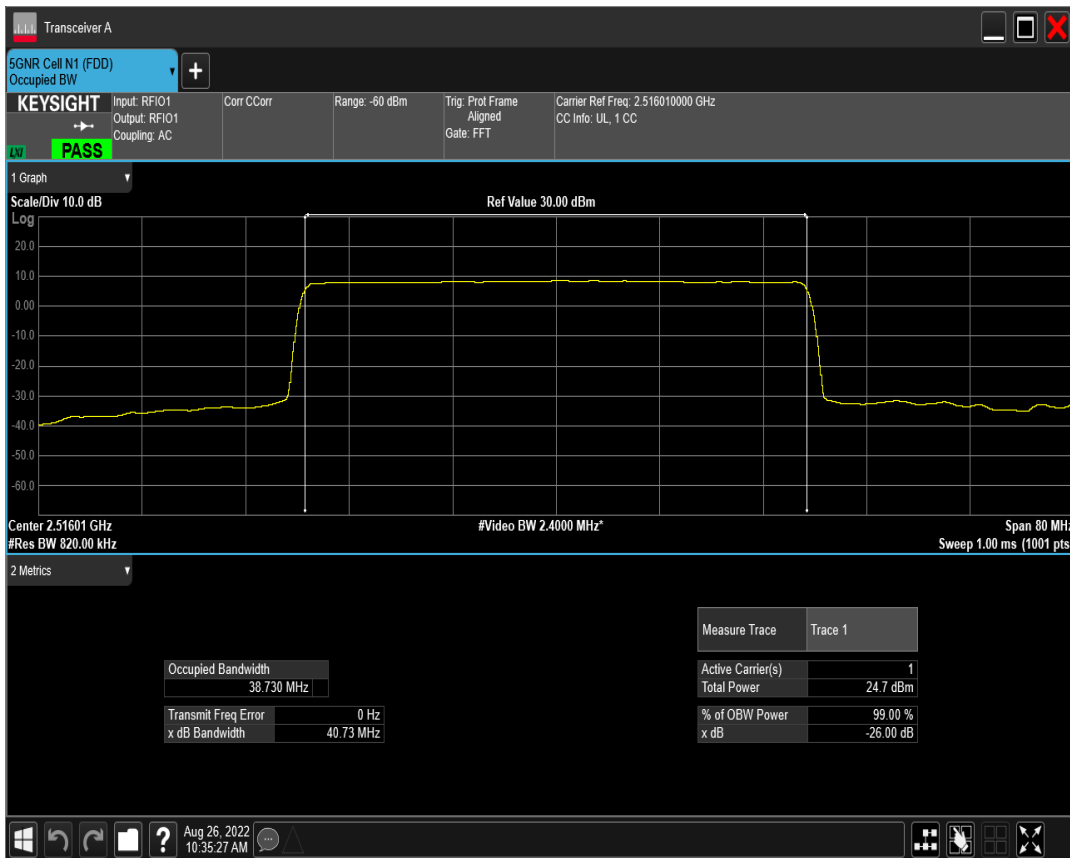 Transceiver A
5GNR Cell N1 (FDD)
Occupied BW
+
KEYSIGHT
LXI
PASS
Input: RFIO1
Output: RFIO1
Coupling: AC
Corr CCorr
Range: -60 dBm
Trig: Prot Frame
Aligned
Gate: FFT
Carrier Ref Freq: 2.516010000 GHz
CC Info: UL, 1 CC
1 Graph
Scale/Div 10.0 dB
Ref Value 30.00 dBm
Log
20.0
10.0
0.00
-10.0
-20.0
-30.0
-40.0
-50.0
-60.0
Center 2.51601 GHz
#Video BW 2.4000 MHz*
Span 80 MHz
#Res BW 820.00 kHz
Sweep 1.00 ms (1001 pts
2 Metrics
Measure Trace Trace 1
Occupied Bandwidth
38.730 MHz
Active Carrier(s) 1
Total Power 24.7 dBm
Transmit Freq Error 0 Hz
x dB Bandwidth 40.73 MHz
% of OBW Power 99.00 %
x dB -26.00 dB
?
Aug 26, 2022
10:35:27 AM